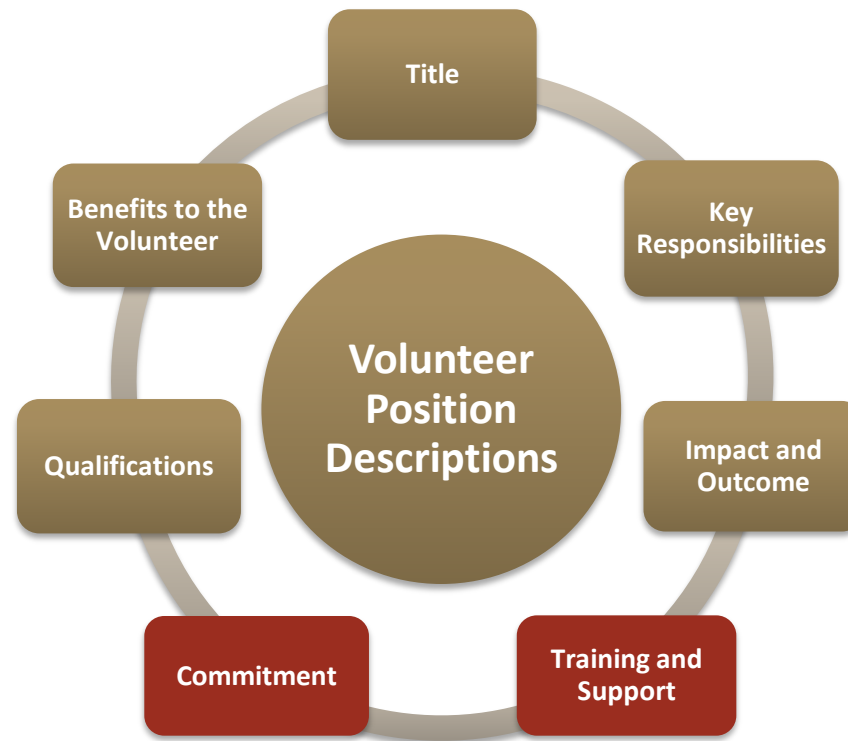 Title
Benefits to the
Volunteer
Key
Responsibilities
Volunteer
Position
Descriptions
Qualifications
Impact and
Outcome
Commitment
Training and
Support